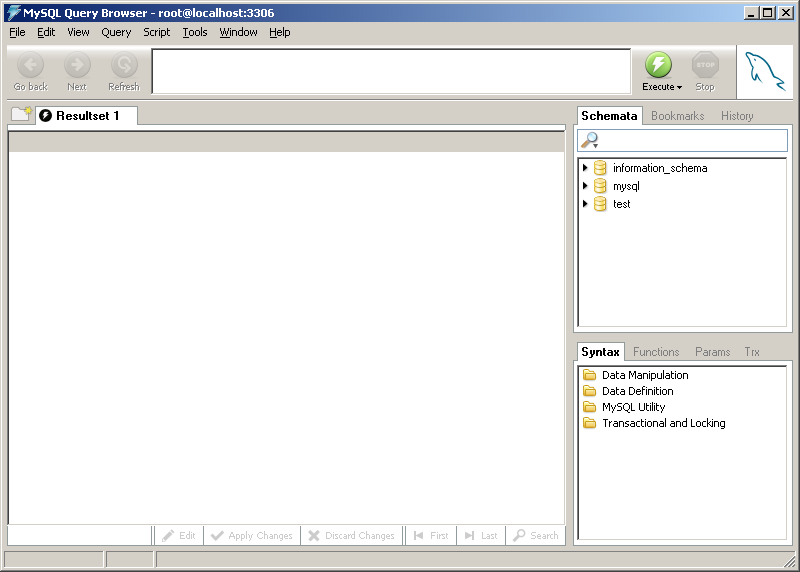 MySQL Query Browser - root@localhost:3306
File Edit View Query Script Tools Window Help
Go back Next Refresh Execute STOP Stop
Resultset 1
Schemata Bookmarks History
information_schema
mysql
test
Syntax Functions Params Trx
Data Manipulation
Data Definition
MySQL Utility
Transactional and Locking
Edit Apply Changes Discard Changes First Last Search